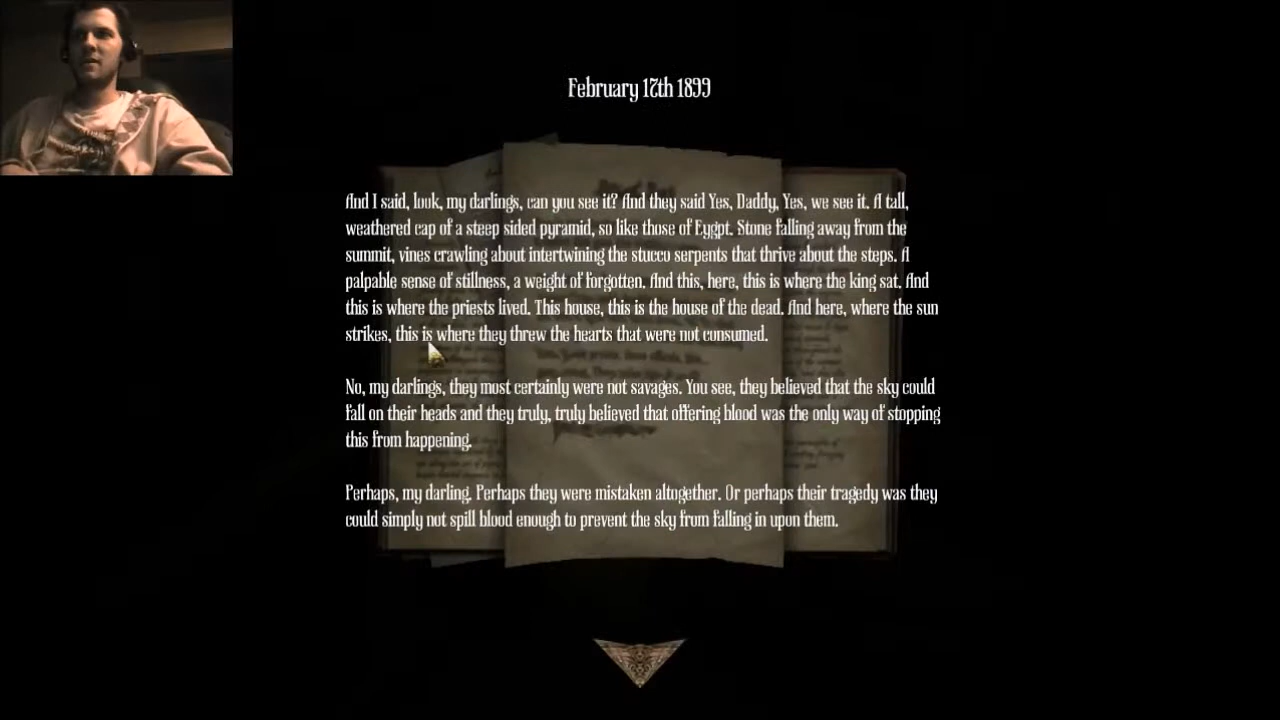 February 17th 1899
And I said, look, my darlings, can you see it? And they said Yes, Daddy, Yes, we see it. A tall,
weathered cap of a steep sided pyramid, so like those of Eygpt. Stone falling away from the
summit, vines crawling about intertwining the stucco serpents that thrive about the steps. A
palpable sense of stillness, a weight of forgotten. And this, here, this is where the king sat. And
this is where the priests lived. This house, this is the house of the dead. And here, where the sun
strikes, this is where they threw the hearts that were not consumed.
No, my darlings, they most certainly were not savages. You see, they believed that the sky could
fall on their heads and they truly, truly believed that offering blood was the only way of stopping
this from happening.
Perhaps, my darling. Perhaps they were mistaken altogether. Or perhaps their tragedy was they
could simply not spill blood enough to prevent the sky from falling in upon them.